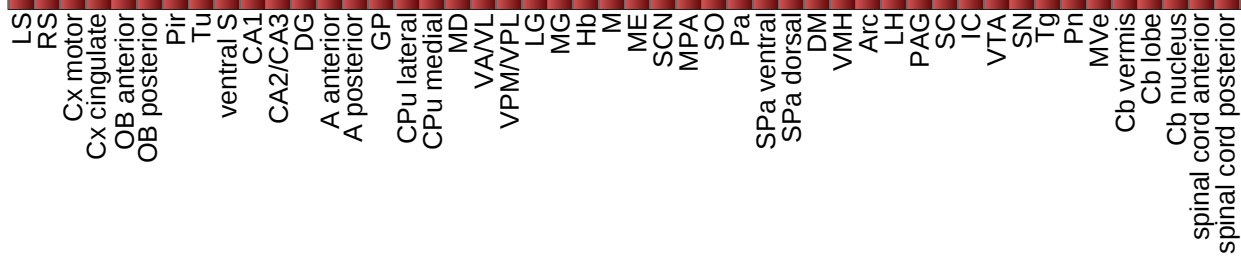 LS
RS
Cx motor
Cx cingulate
OB anterior
OB posterior
Pir
Tu
ventral S
CA1
CA2/CA3
DG
A anterior
A posterior
GP
CPu lateral
CPu medial
MD
VA/VL
VPM/VPL
LG
MG
Hb
M
ME
SCN
MPA
SO
Pa
SPa ventral
SPa dorsal
DM
VMH
Arc
LH
PAG
SC
IC
VTA
SN
Tg
Pn
MVe
Cb vermis
Cb lobe
Cb nucleus
spinal cord anterior
spinal cord posterior